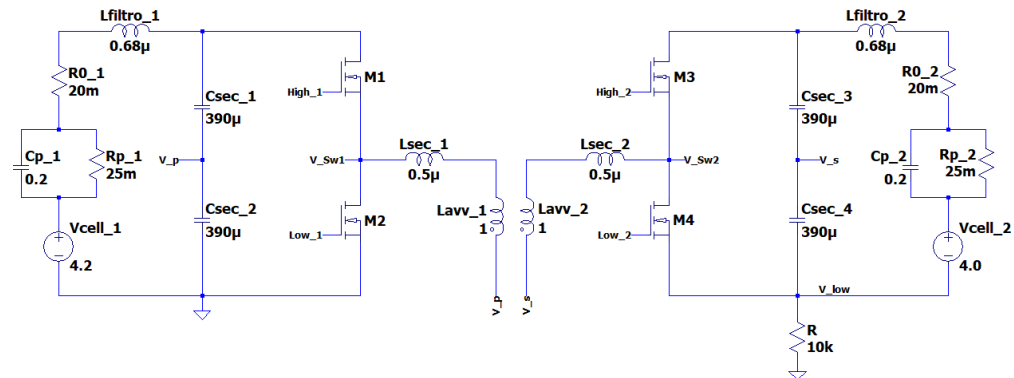 Lfiltro_1
0.68µ
R0_1
20m
Cp_1
0.2
Rp_1
25m
Vcell_1
4.2
Csec_1
390µ
V_p
Csec_2
390µ
High_1
M1
V_Sw1
Low_1
M2
Lsec_1
0.5µ
Lavv_1
1
V_p
Lavv_2
1
V_s
Lsec_2
0.5µ
High_2
M3
V_Sw2
Low_2
M4
Csec_3
390µ
V_s
Csec_4
390µ
V_low
R
10k
Lfiltro_2
0.68µ
R0_2
20m
Cp_2
0.2
Rp_2
25m
Vcell_2
4.0